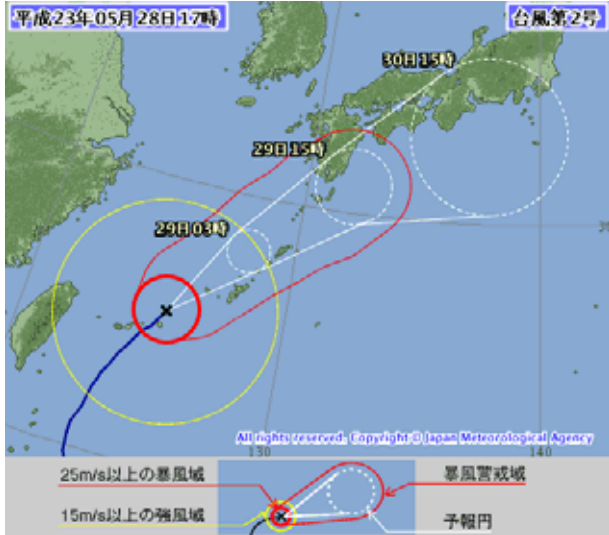 平成23年05月28日17時
台風第2号
30日15時
29日15時
29日03時
All rights reserved. Copyright © Japan Meteorological Agency
130
140
25m/s以上の暴風域
暴風警戒域
15m/s以上の強風域
予報円